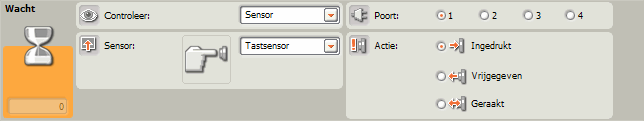 Wacht
Controleer: Sensor
Poort: 1 2 3 4
Sensor: Tastsensor
Actie: Ingedrukt
Vrijgegeven
Geraakt
0